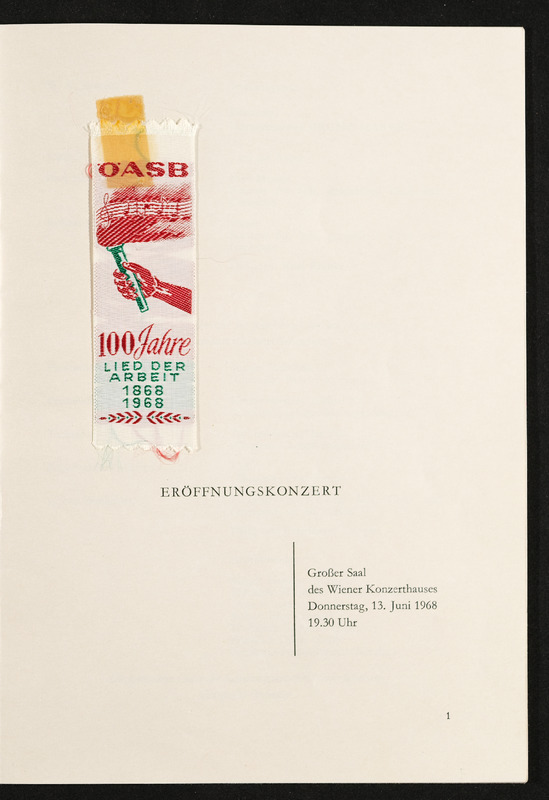 ÖASB
100 Jahre
LIED DER
ARBEIT
1868
1968
ERÖFFNUNGSKONZERT
Großer Saal
des Wiener Konzerthauses
Donnerstag, 13. Juni 1968
19.30 Uhr
1